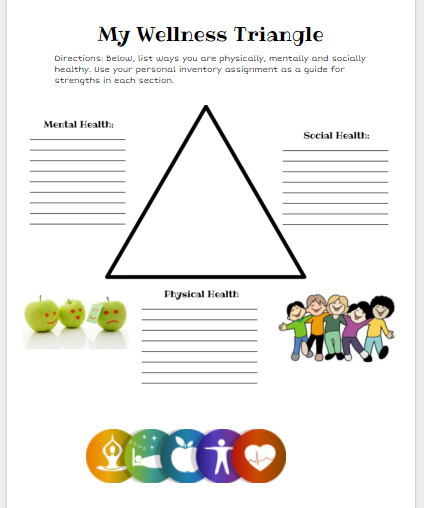 My Wellness Triangle
Directions: Below, list ways you are physically, mentally and socially
healthy. Use your personal inventory assignment as a guide for
strengths in each section.
Mental Health:
Social Health:
Physical Health